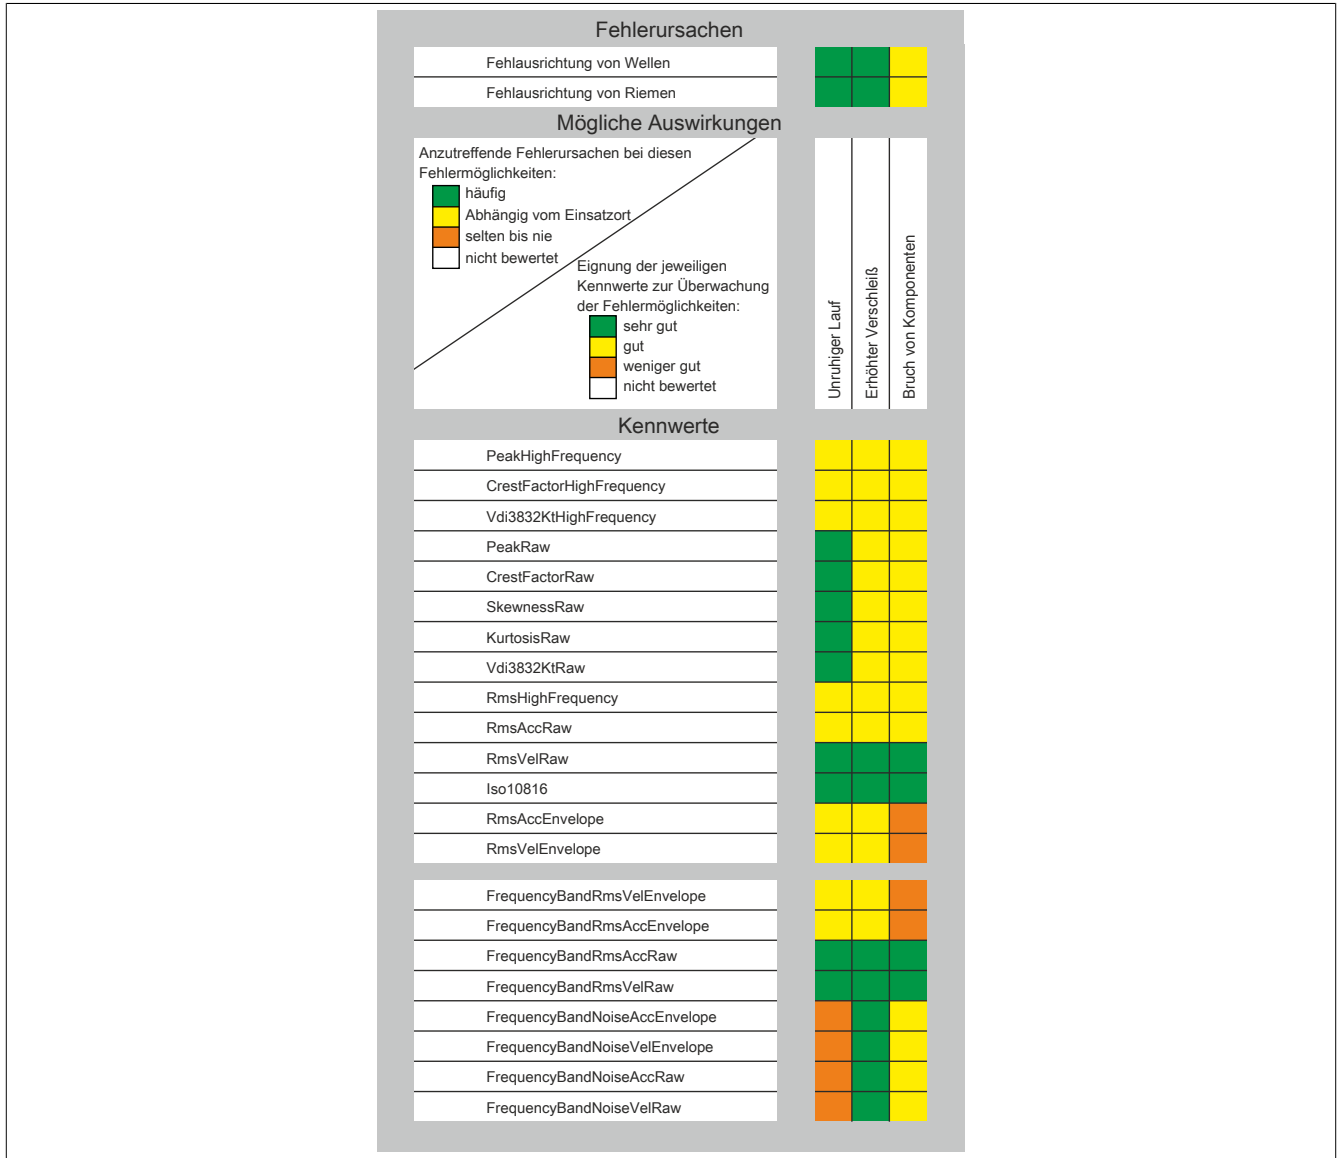 Fehlerursachen
Fehlausrichtung von Wellen
Fehlausrichtung von Riemen
Mögliche Auswirkungen
Anzutreffende Fehlerursachen bei diesen
Fehlermöglichkeiten:
häufig
Abhängig vom Einsatzort
selten bis nie
nicht bewertet
Eignung der jeweiligen
Kennwerte zur Überwachung
der Fehlermöglichkeiten:
sehr gut
gut
weniger gut
nicht bewertet
Unruhiger Lauf
Erhöhter Verschleiß
Bruch von Komponenten
Kennwerte
PeakHighFrequency
CrestFactorHighFrequency
Vdi3832KtHighFrequency
PeakRaw
CrestFactorRaw
SkewnessRaw
KurtosisRaw
Vdi3832KtRaw
RmsHighFrequency
RmsAccRaw
RmsVelRaw
Iso10816
RmsAccEnvelope
RmsVelEnvelope
FrequencyBandRmsVelEnvelope
FrequencyBandRmsAccEnvelope
FrequencyBandRmsAccRaw
FrequencyBandRmsVelRaw
FrequencyBandNoiseAccEnvelope
FrequencyBandNoiseVelEnvelope
FrequencyBandNoiseAccRaw
FrequencyBandNoiseVelRaw